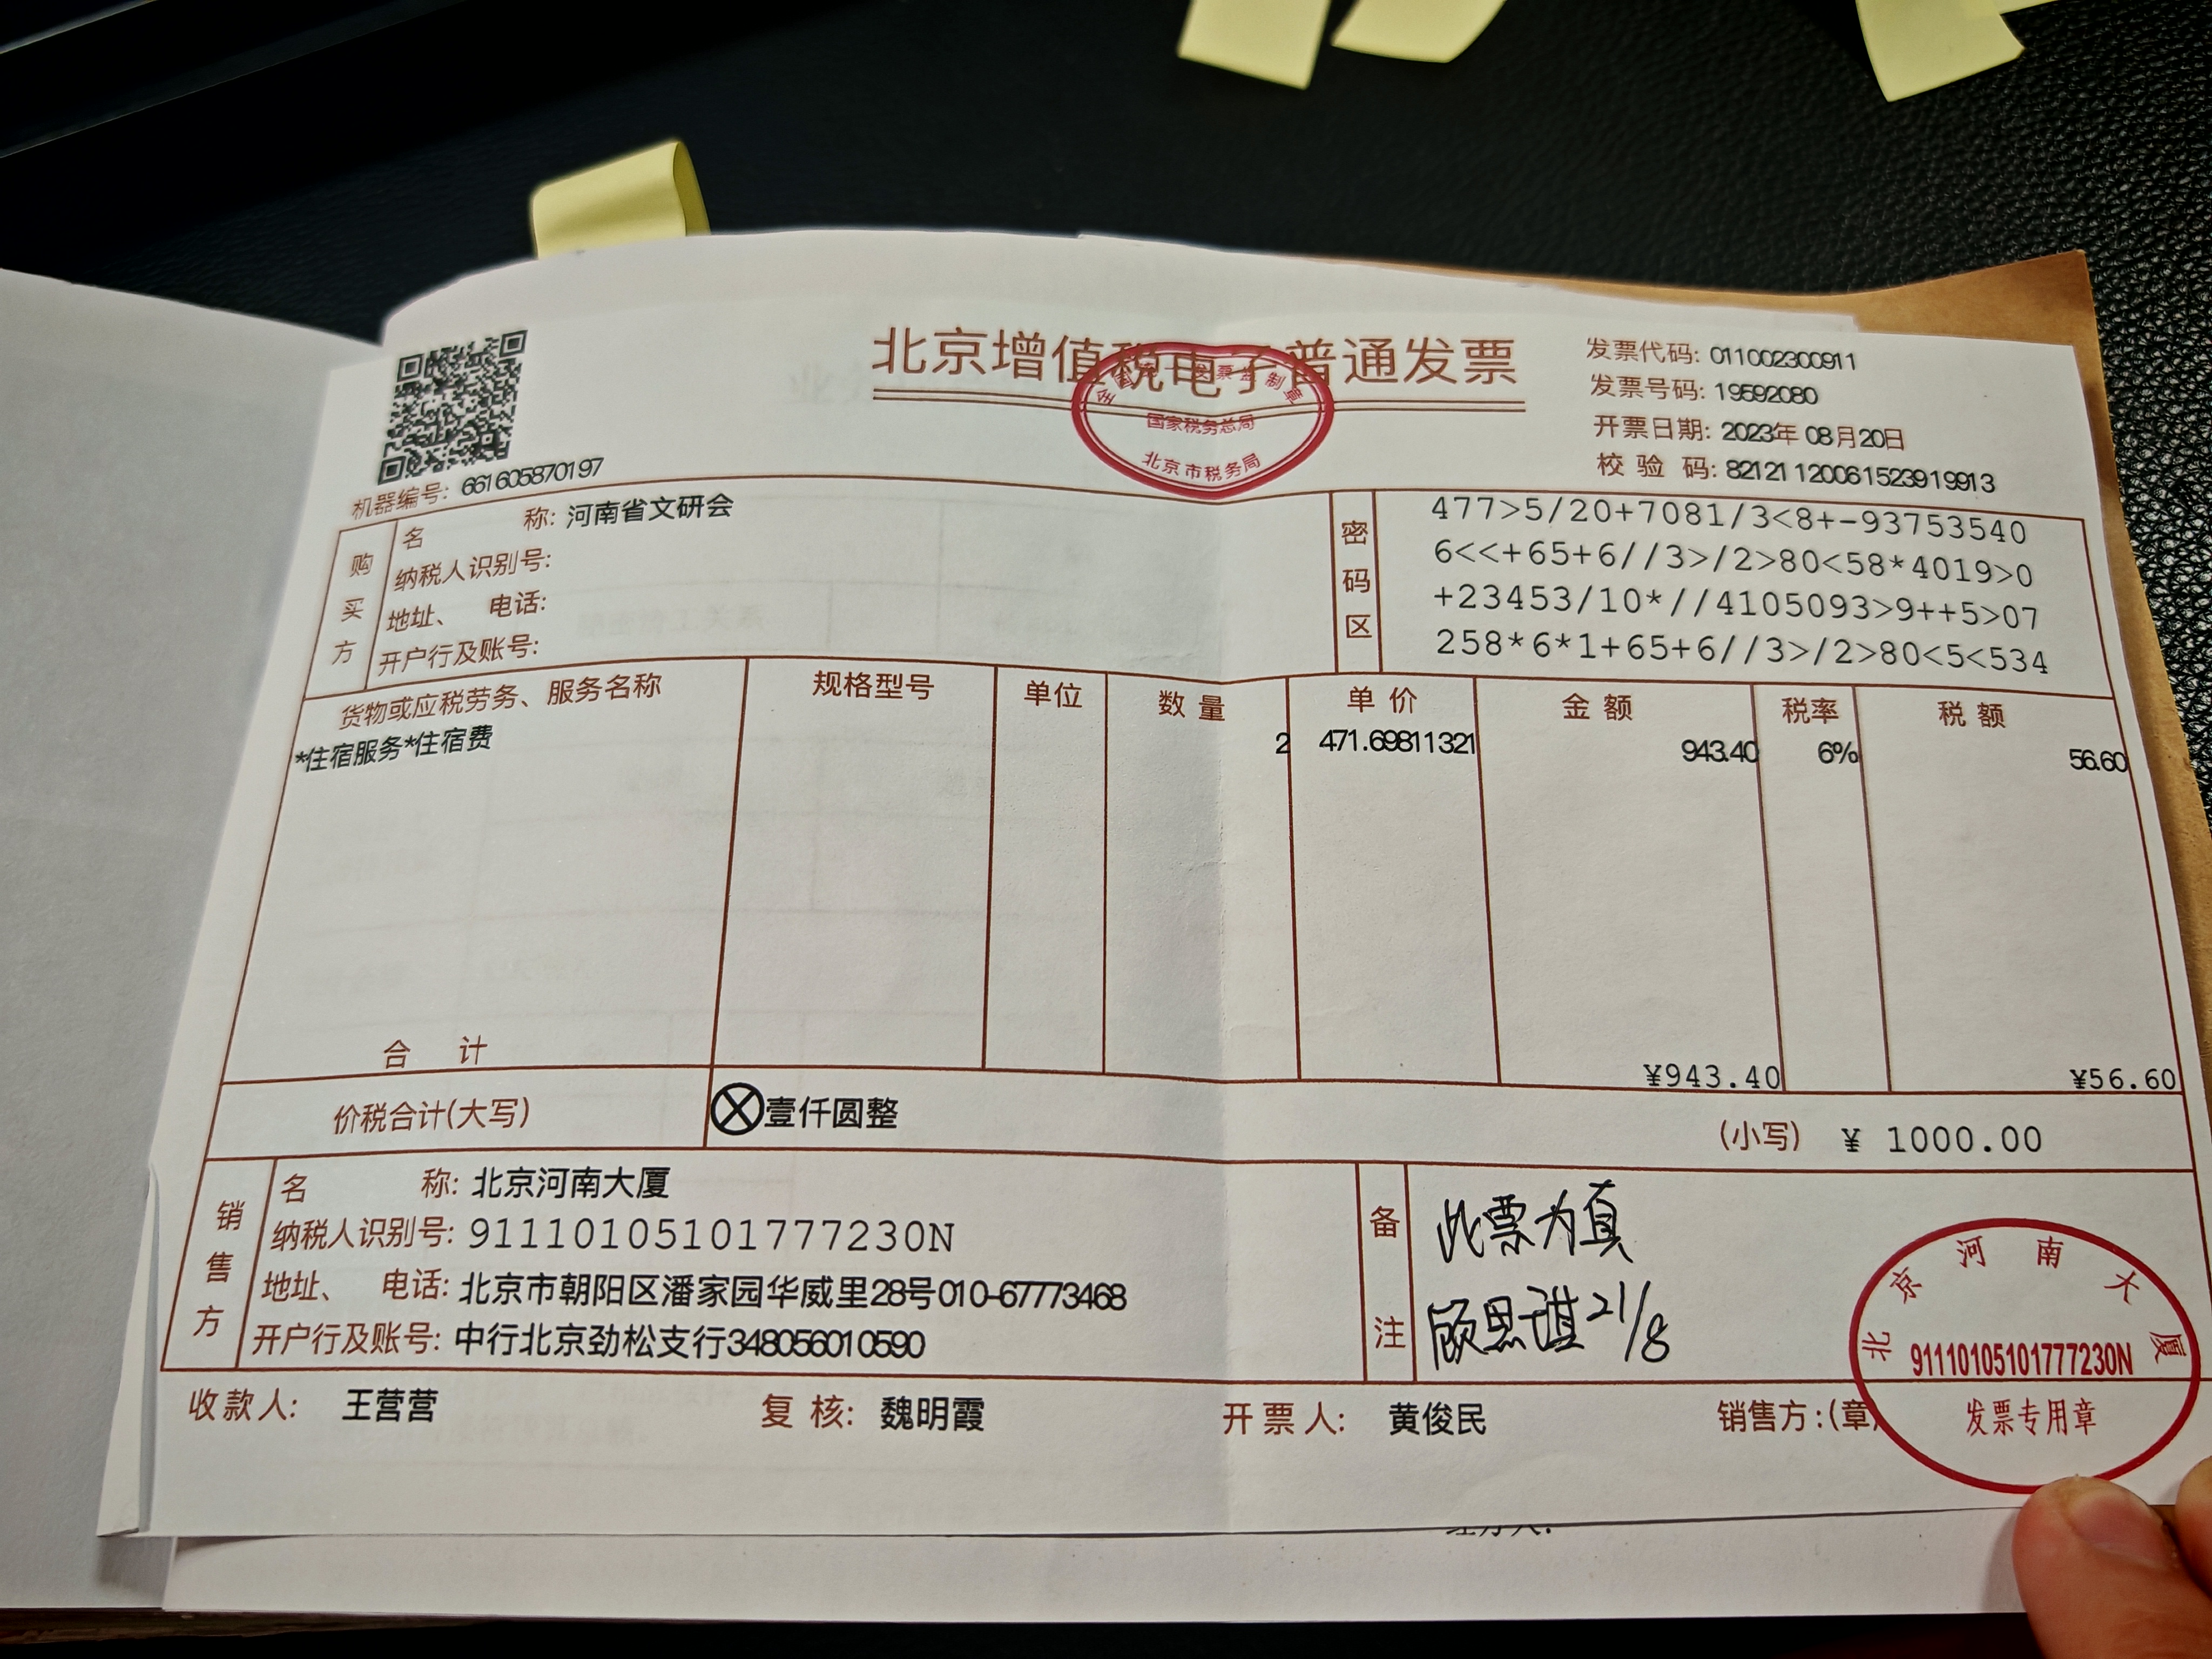 北京增值税电子普通发票
全国统一发票监制章
国家税务总局
北京市税务局
发票代码: 011002300911
发票号码: 19592080
开票日期: 2023年08月20日
校 验 码: 82121120061523919913
机器编号: 661605870197
购买方
名 称: 河南省文研会
纳税人识别号:
地址、 电话:
开户行及账号:
密码区
477>5/20+7081/3<8+-93753540
6<<+65+6//3>/2>80<58*4019>0
+23453/10*//4105093>9++5>07
258*6*1+65+6//3>/2>80<5<534
货物或应税劳务、服务名称 规格型号 单位 数 量 单 价 金 额 税率 税 额
*住宿服务*住宿费 2 471.69811321 943.40 6% 56.60
合 计 ¥943.40 ¥56.60
价税合计(大写) ⊗壹仟圆整 (小写) ¥ 1000.00
销售方
名 称: 北京河南大厦
纳税人识别号: 91110105101777230N
地址、 电话: 北京市朝阳区潘家园华威里28号010-67773468
开户行及账号: 中行北京劲松支行348056010590
备注
此票为真
顾思谌21/8
收款人: 王营营 复 核: 魏明霞 开 票 人: 黄俊民 销售方:(章)
北京河南大厦
91110105101777230N
发票专用章
经办人: